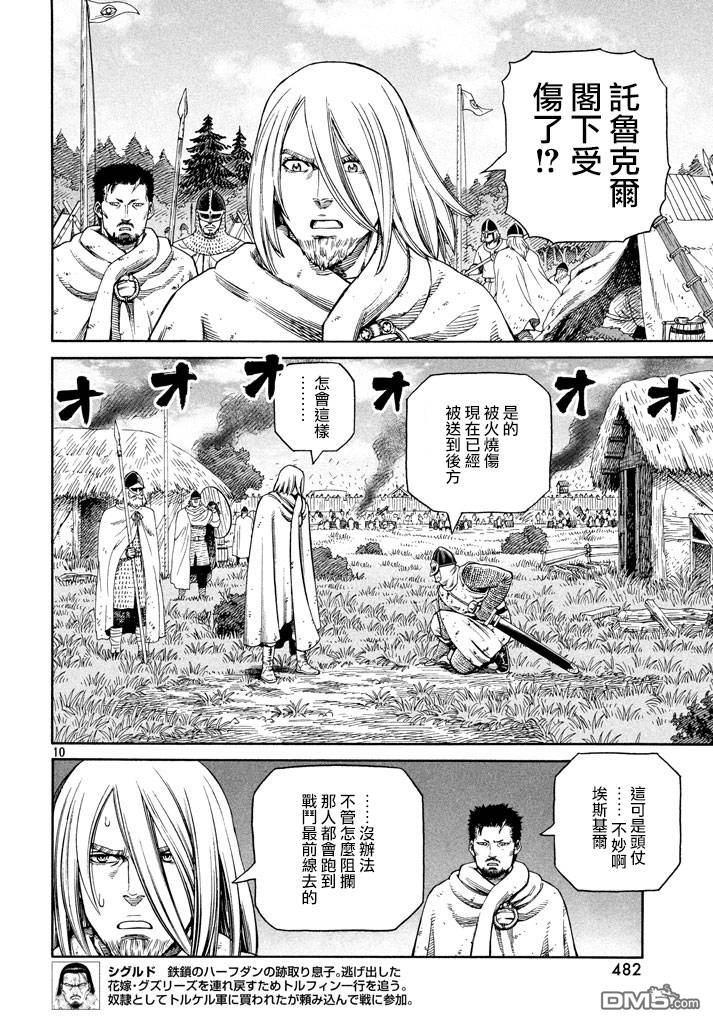 託魯克爾
閣下受
傷了!?
オ
オ
オ
オ
オ
是的
被火燒傷
現在已經
被送到後方
怎會這樣
………
10
這可是頭仗
……不妙啊
埃斯基爾
……沒辦法
不管怎麼阻攔
那人都會跑到
戰鬥最前線去的
482
シグルド 鉄鎖のハーフダンの跡取り息子。逃げ出した
花嫁・グズリーズを連れ戻すためトルフィン一行を追う。
奴隷としてトルケル軍に買われたが頼み込んで戦に参加。
DM5.com